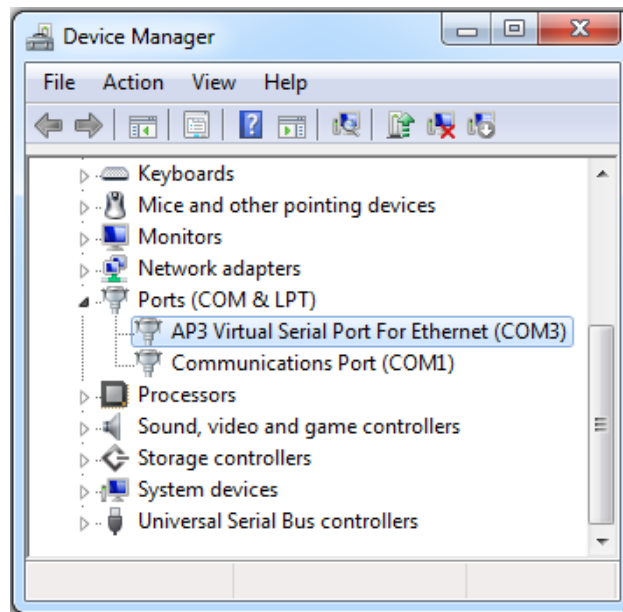 Device Manager
File Action View Help
Keyboards
Mice and other pointing devices
Monitors
Network adapters
Ports (COM & LPT)
AP3 Virtual Serial Port For Ethernet (COM3)
Communications Port (COM1)
Processors
Sound, video and game controllers
Storage controllers
System devices
Universal Serial Bus controllers